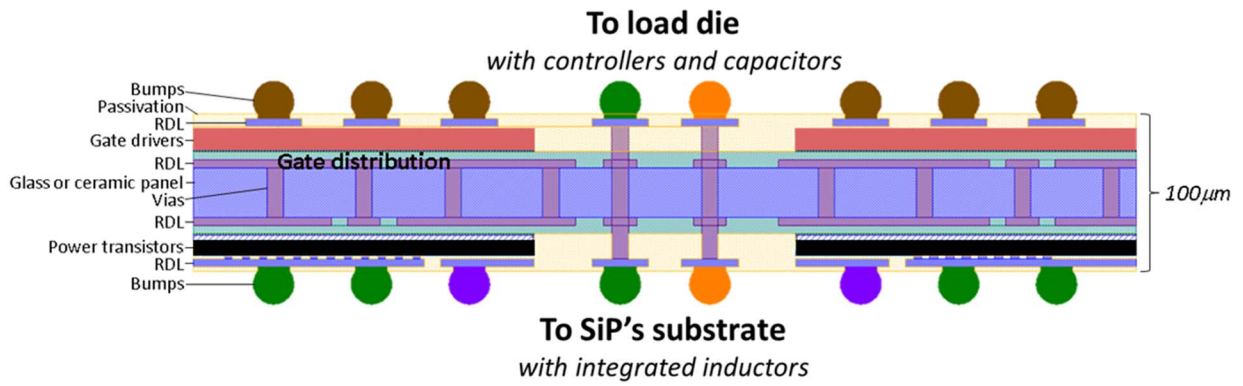 To load die
with controllers and capacitors
Bumps
Passivation
RDL
Gate drivers
RDL
Gate distribution
Glass or ceramic panel
Vias
RDL
Power transistors
RDL
Bumps
100μm
To SiP's substrate
with integrated inductors